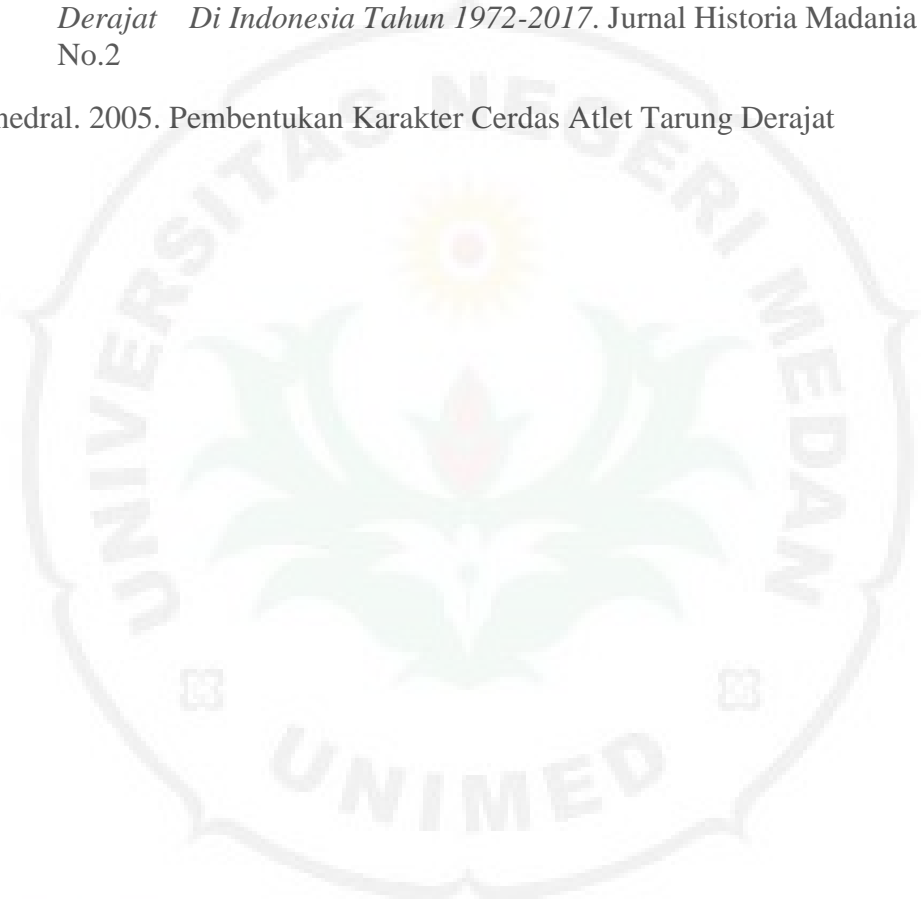 Derajat Di Indonesia Tahun 1972-2017. Jurnal Historia Madania
No.2
hedral. 2005. Pembentukan Karakter Cerdas Atlet Tarung Derajat
UNIVERSITAS NEGERI MEDAN
UNIMED